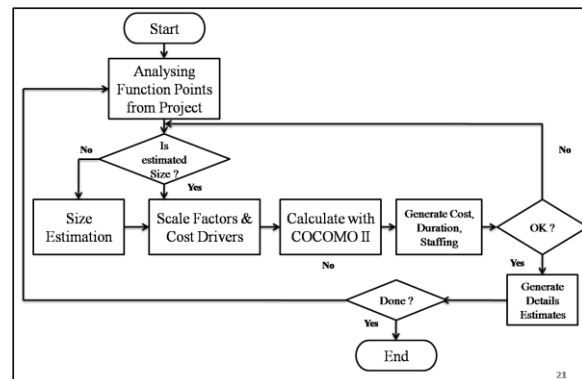 Start
Analysing
Function Points
from Project
No
No
Is
estimated
Size ?
Yes
Size
Estimation
Scale Factors &
Cost Drivers
Calculate with
COCOMO II
Generate Cost,
Duration,
Staffing
OK ?
No
Yes
Done ?
Generate
Details
Estimates
Yes
End
21